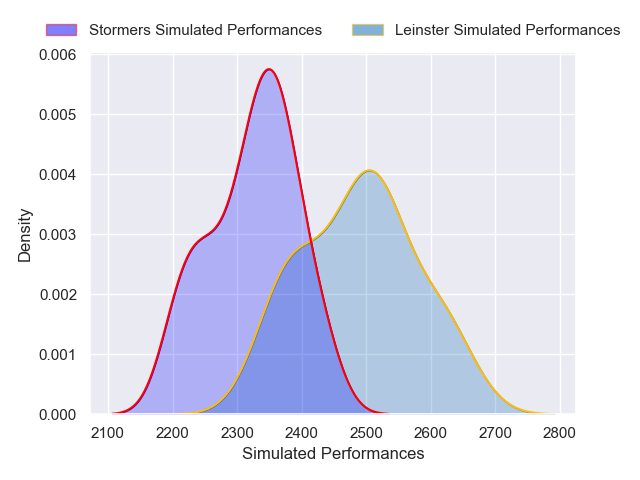 Stormers Simulated Performances Leinster Simulated Performances
0.006
0.005
0.004
0.003
0.002
0.001
0.000
Density
2100 2200 2300 2400 2500 2600 2700 2800
Simulated Performances